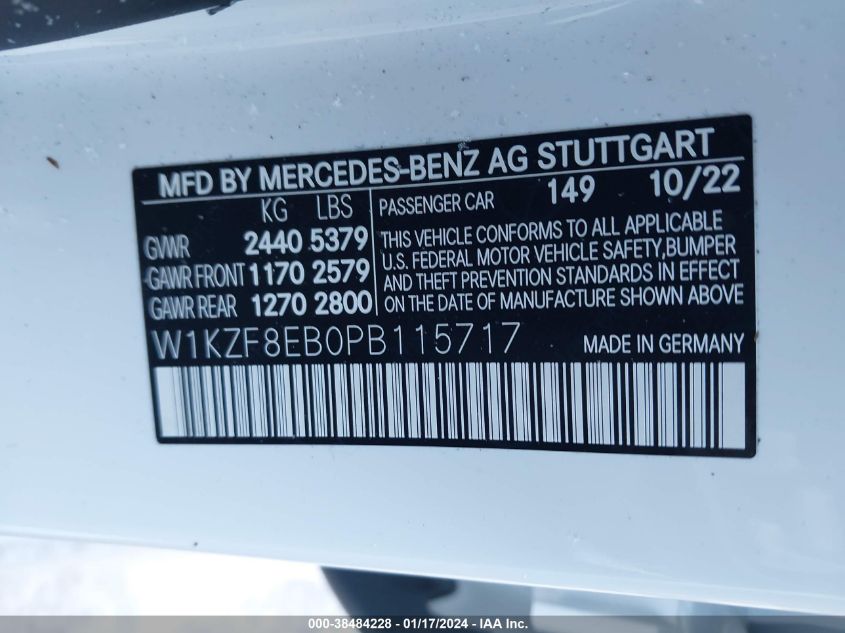 MFD BY MERCEDES-BENZ AG STUTTGART
KG LBS
GVWR 2440 5379
GAWR FRONT 1170 2579
GAWR REAR 1270 2800
PASSENGER CAR 149 10/22
THIS VEHICLE CONFORMS TO ALL APPLICABLE
U.S. FEDERAL MOTOR VEHICLE SAFETY,BUMPER
AND THEFT PREVENTION STANDARDS IN EFFECT
ON THE DATE OF MANUFACTURE SHOWN ABOVE
W1KZF8EB0PB115717 MADE IN GERMANY
000-38484228 - 01/17/2024 - IAA Inc.